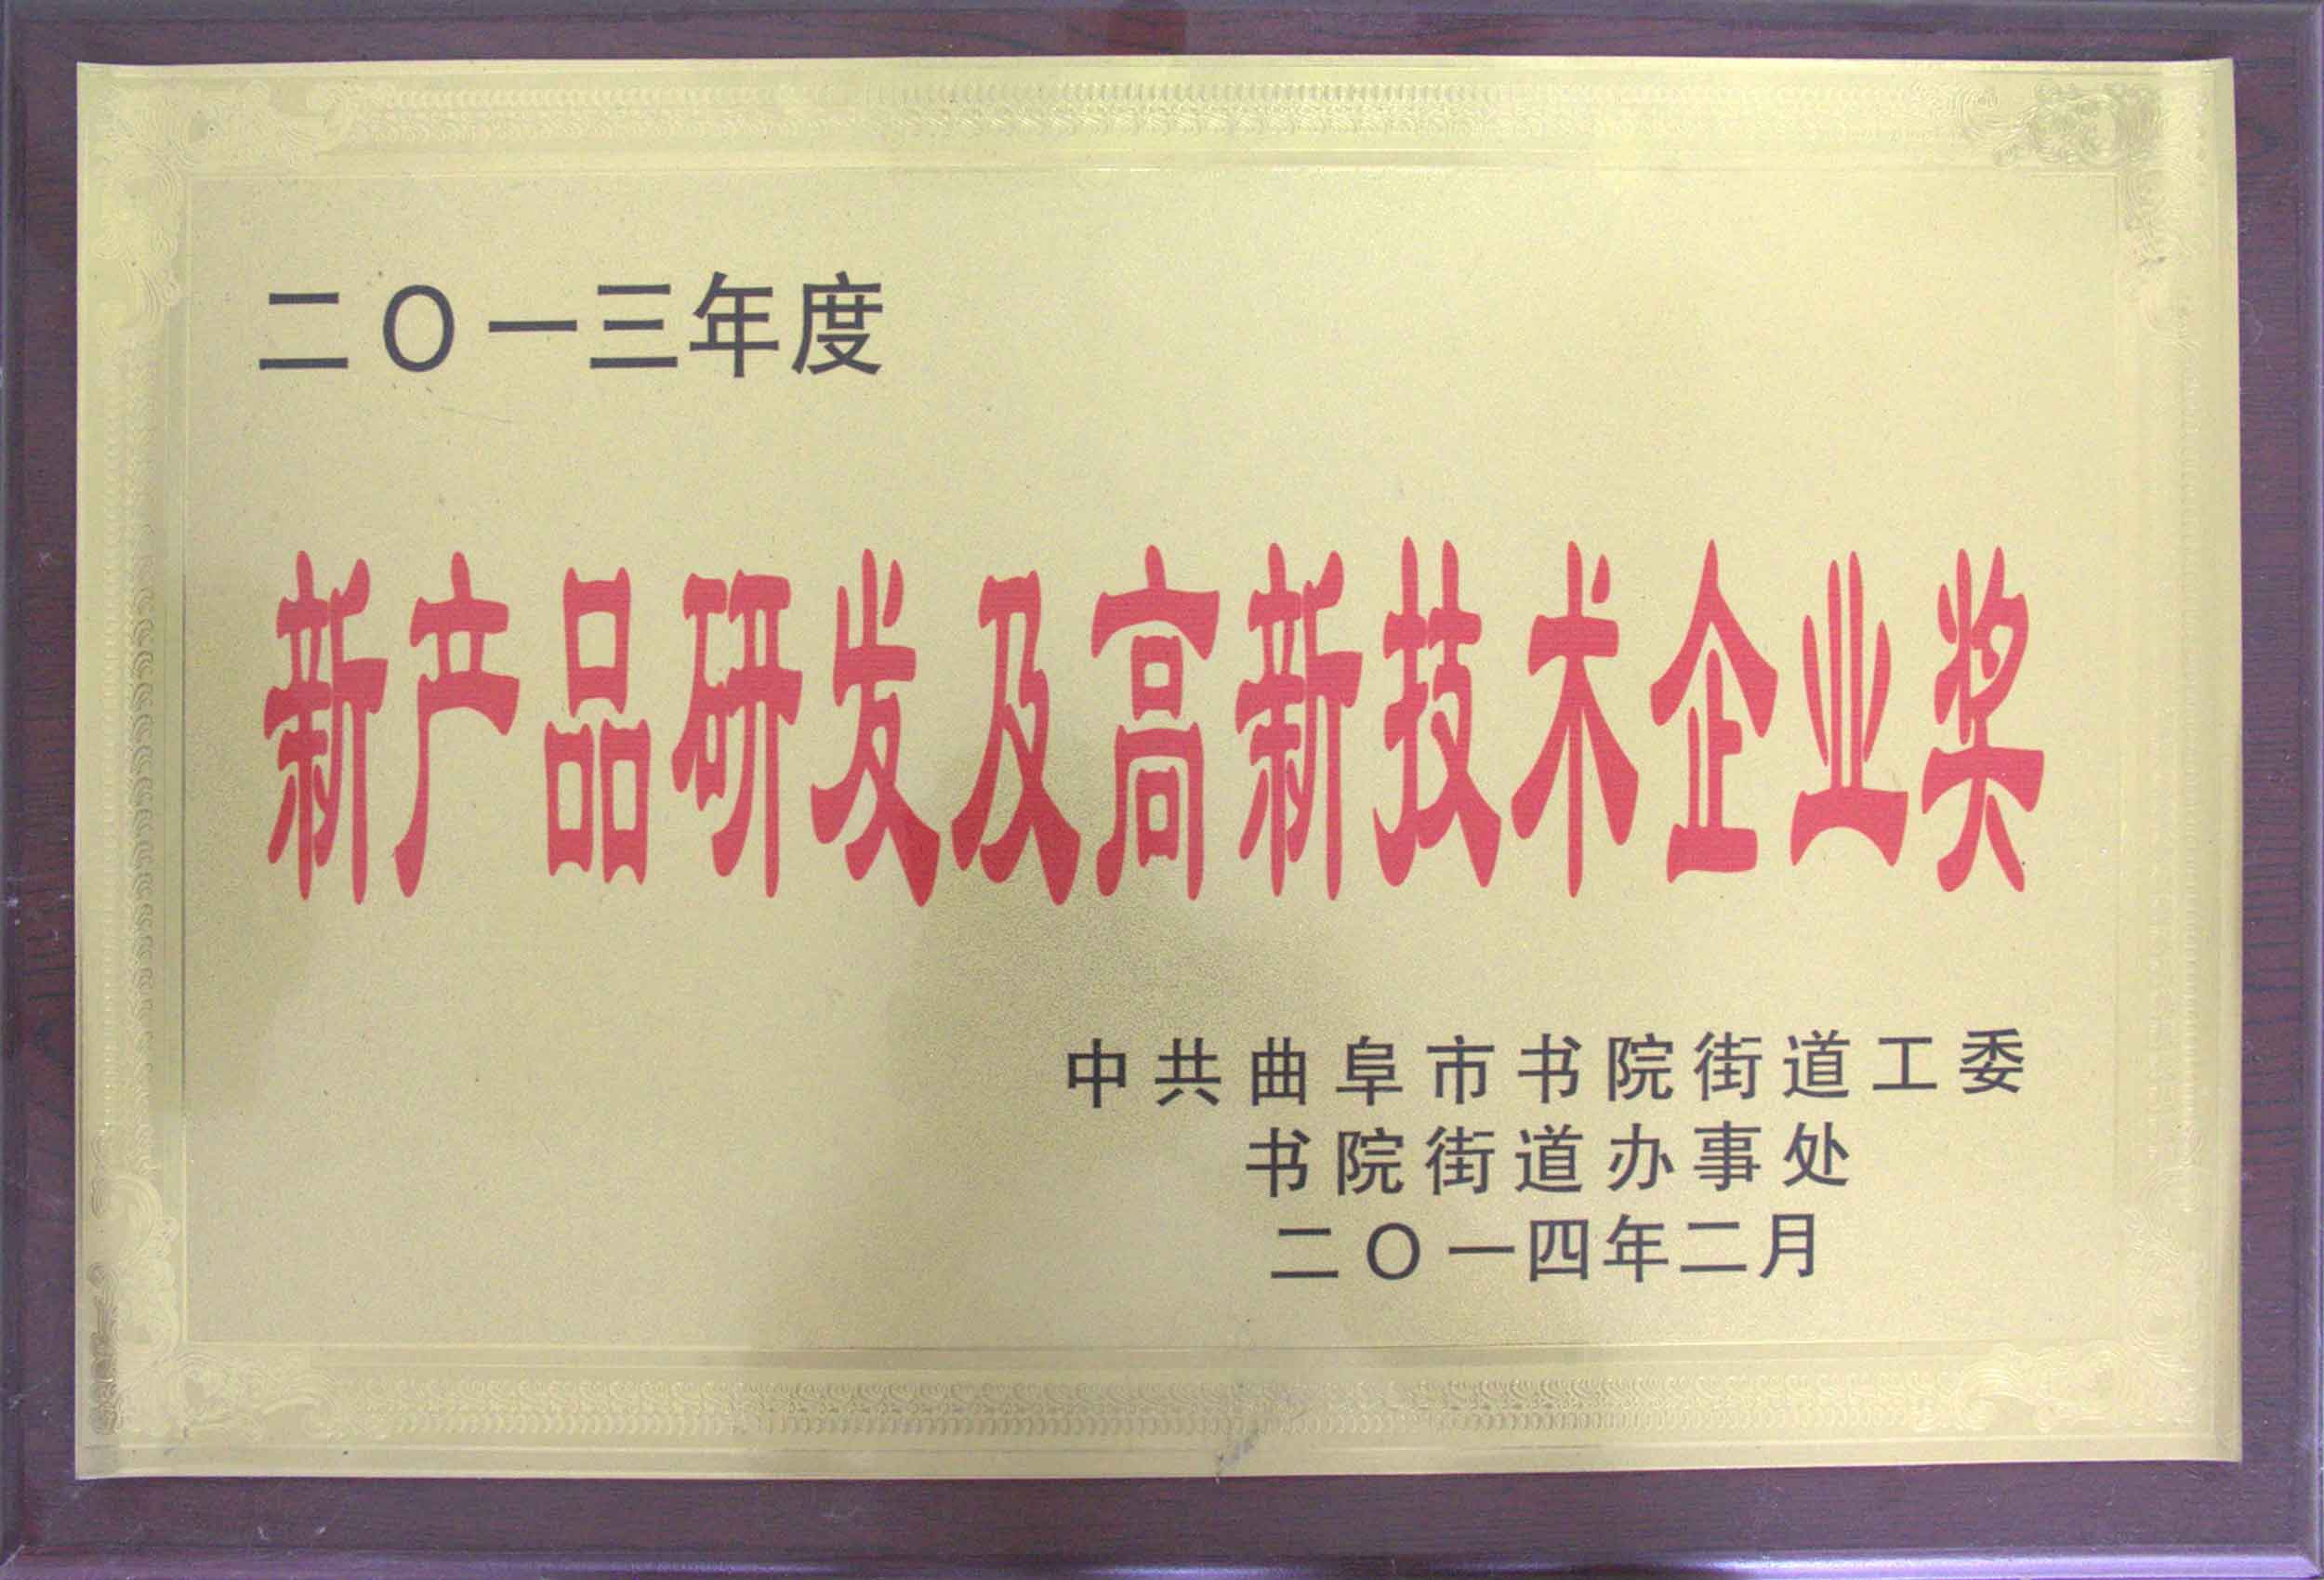 二〇一三年度
新产品研发及高新技术企业奖
中共曲阜市书院街道工委
书院街道办事处
二〇一四年二月